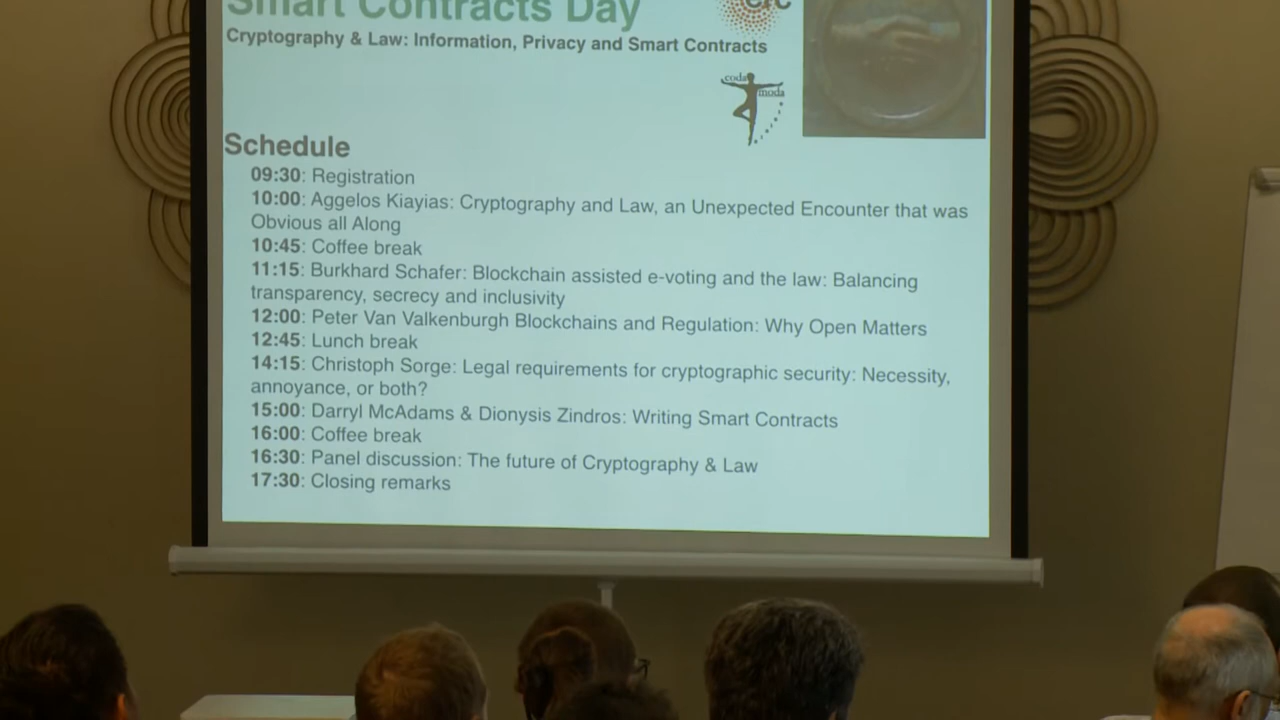 Smart Contracts Day
erc
Cryptography & Law: Information, Privacy and Smart Contracts
coda
moda
Schedule
09:30: Registration
10:00: Aggelos Kiayias: Cryptography and Law, an Unexpected Encounter that was
Obvious all Along
10:45: Coffee break
11:15: Burkhard Schafer: Blockchain assisted e-voting and the law: Balancing
transparency, secrecy and inclusivity
12:00: Peter Van Valkenburgh Blockchains and Regulation: Why Open Matters
12:45: Lunch break
14:15: Christoph Sorge: Legal requirements for cryptographic security: Necessity,
annoyance, or both?
15:00: Darryl McAdams & Dionysis Zindros: Writing Smart Contracts
16:00: Coffee break
16:30: Panel discussion: The future of Cryptography & Law
17:30: Closing remarks